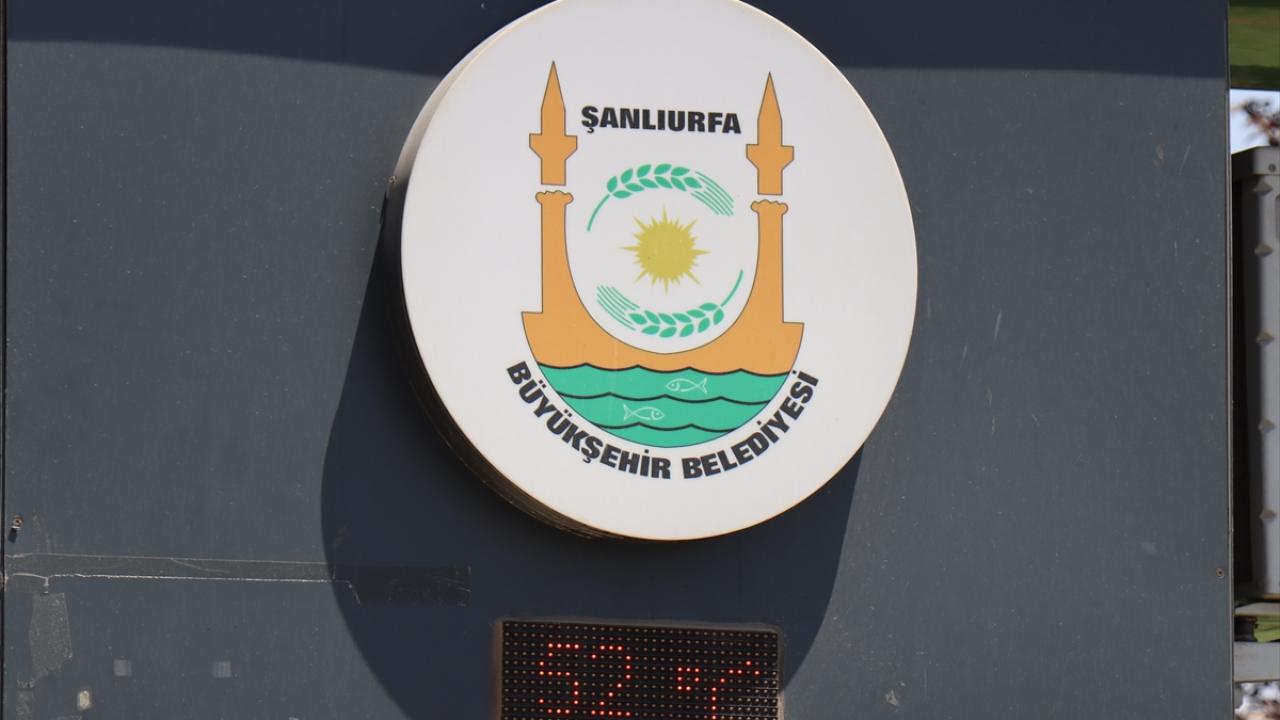 ŞANLIURFA
BÜYÜKŞEHİR BELEDİYESİ
52 °C